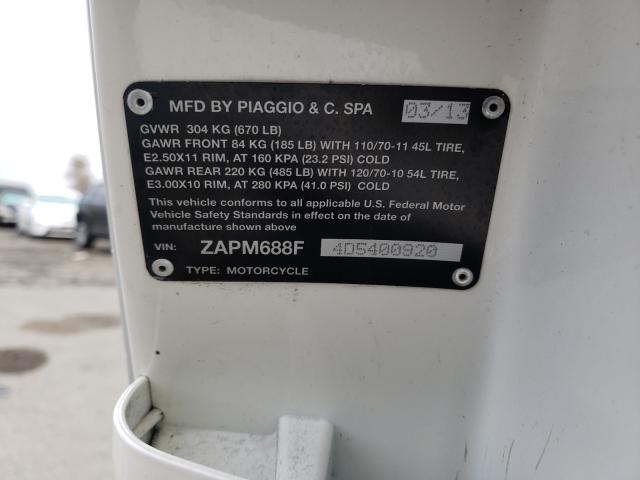 MFD BY PIAGGIO & C. SPA 03/13
GVWR 304 KG (670 LB)
GAWR FRONT 84 KG (185 LB) WITH 110/70-11 45L TIRE,
E2.50X11 RIM, AT 160 KPA (23.2 PSI) COLD
GAWR REAR 220 KG (485 LB) WITH 120/70-10 54L TIRE,
E3.00X10 RIM, AT 280 KPA (41.0 PSI) COLD
This vehicle conforms to all applicable U.S. Federal Motor
Vehicle Safety Standards in effect on the date of
manufacture shown above
VIN: ZAPM688F 4D5400920
TYPE: MOTORCYCLE